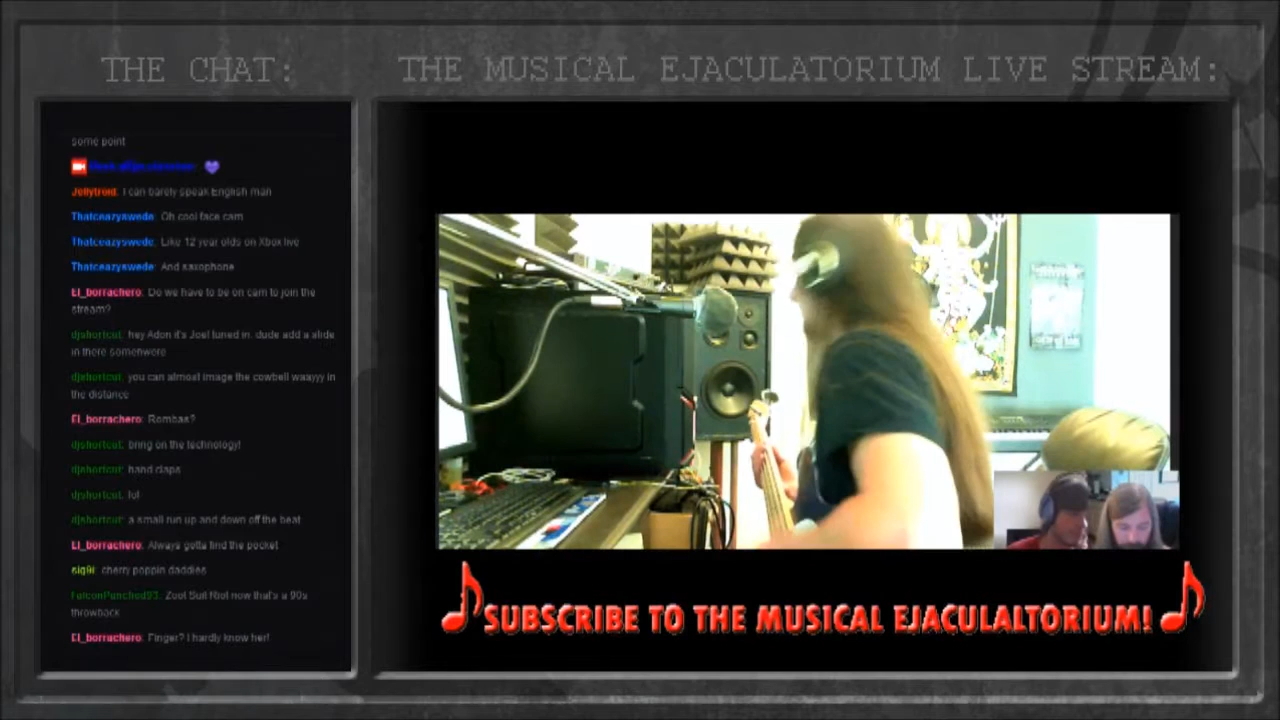 THE CHAT:
THE MUSICAL EJACULATORIUM LIVE STREAM:
some point
Jellytroid: I can barely speak English man
Thatceazyswede: Oh cool face cam
Thatceazyswede: Like 12 year olds on Xbox live
Thatceazyswede: And saxophone
El_borrachero: Do we have to be on cam to join the
stream?
djshortcut: hey Adon it's Joel tuned in. dude add a slide
in there somehwere
djshortcut: you can almost image the cowbell waayyy in
the distance
El_borrachero: Rombas?
djshortcut: bring on the technology!
djshortcut: hand claps
djshortcut: lol
djshortcut: a small run up and down off the beat
El_borrachero: Always gotta find the pocket
cherry poppin daddies
FalconPunched93: Zoot Suit Riot now that's a 90s
throwback
El_borrachero: Finger? I hardly know her!
SUBSCRIBE TO THE MUSICAL EJACULALTORIUM!